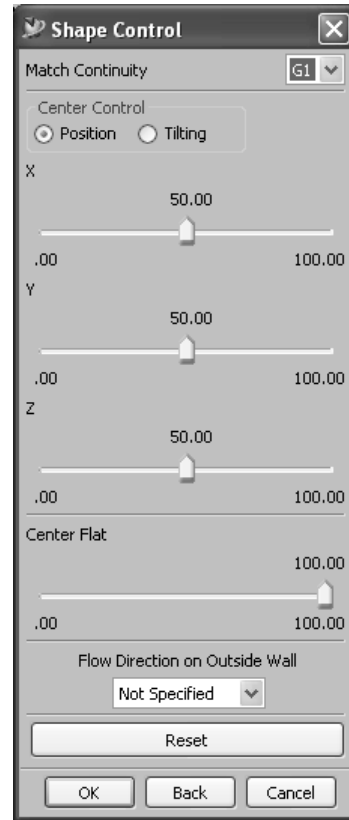 Shape Control
Match Continuity G1
Center Control
Position Tilting
X
50.00
.00 100.00
Y
50.00
.00 100.00
Z
50.00
.00 100.00
Center Flat
100.00
.00 100.00
Flow Direction on Outside Wall
Not Specified
Reset
OK Back Cancel